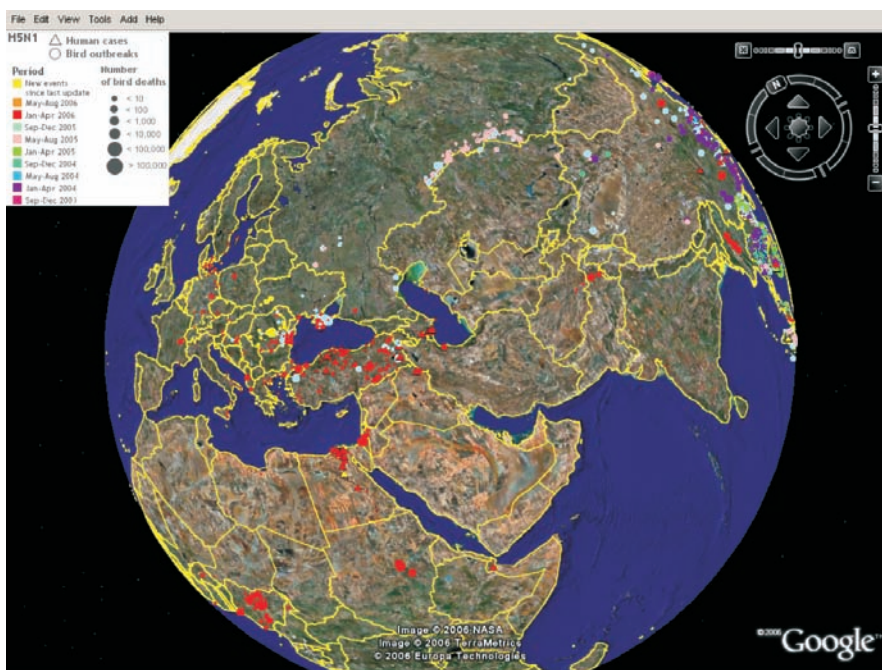 File Edit View Tools Add Help
H5N1
Human cases
Bird outbreaks
Period
New events
since last update
May-Aug 2006
Jan-Apr 2006
Sep-Dec 2005
May-Aug 2005
Jan-Apr 2005
Sep-Dec 2004
May-Aug 2004
Jan-Apr 2004
Sep-Dec 2003
Number
of bird deaths
< 10
< 100
< 1,000
< 10,000
< 100,000
> 100,000
N
Image © 2006 NASA
Image © 2006 TerraMetrics
© 2006 Europa Technologies
©2006 Google™